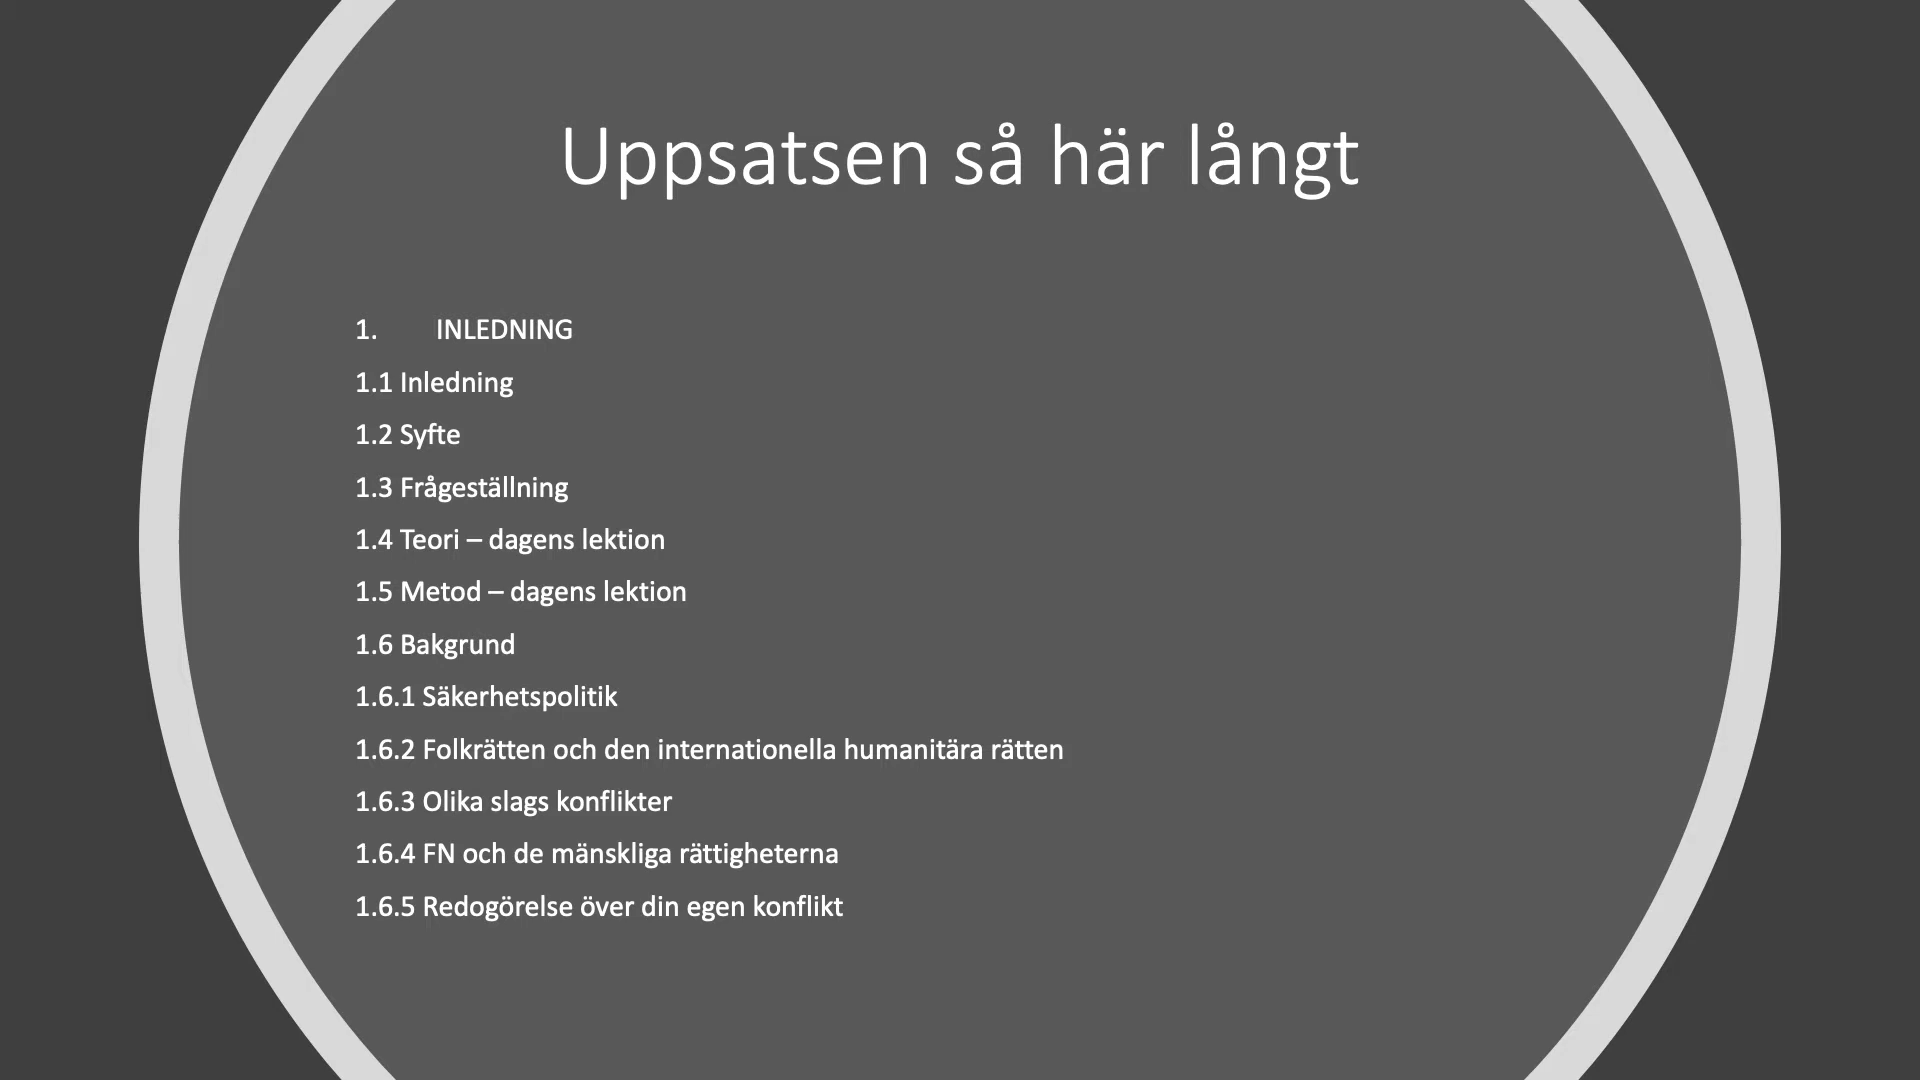 Uppsatsen så här långt
1. INLEDNING
1.1 Inledning
1.2 Syfte
1.3 Frågeställning
1.4 Teori – dagens lektion
1.5 Metod – dagens lektion
1.6 Bakgrund
1.6.1 Säkerhetspolitik
1.6.2 Folkrätten och den internationella humanitära rätten
1.6.3 Olika slags konflikter
1.6.4 FN och de mänskliga rättigheterna
1.6.5 Redogörelse över din egen konflikt